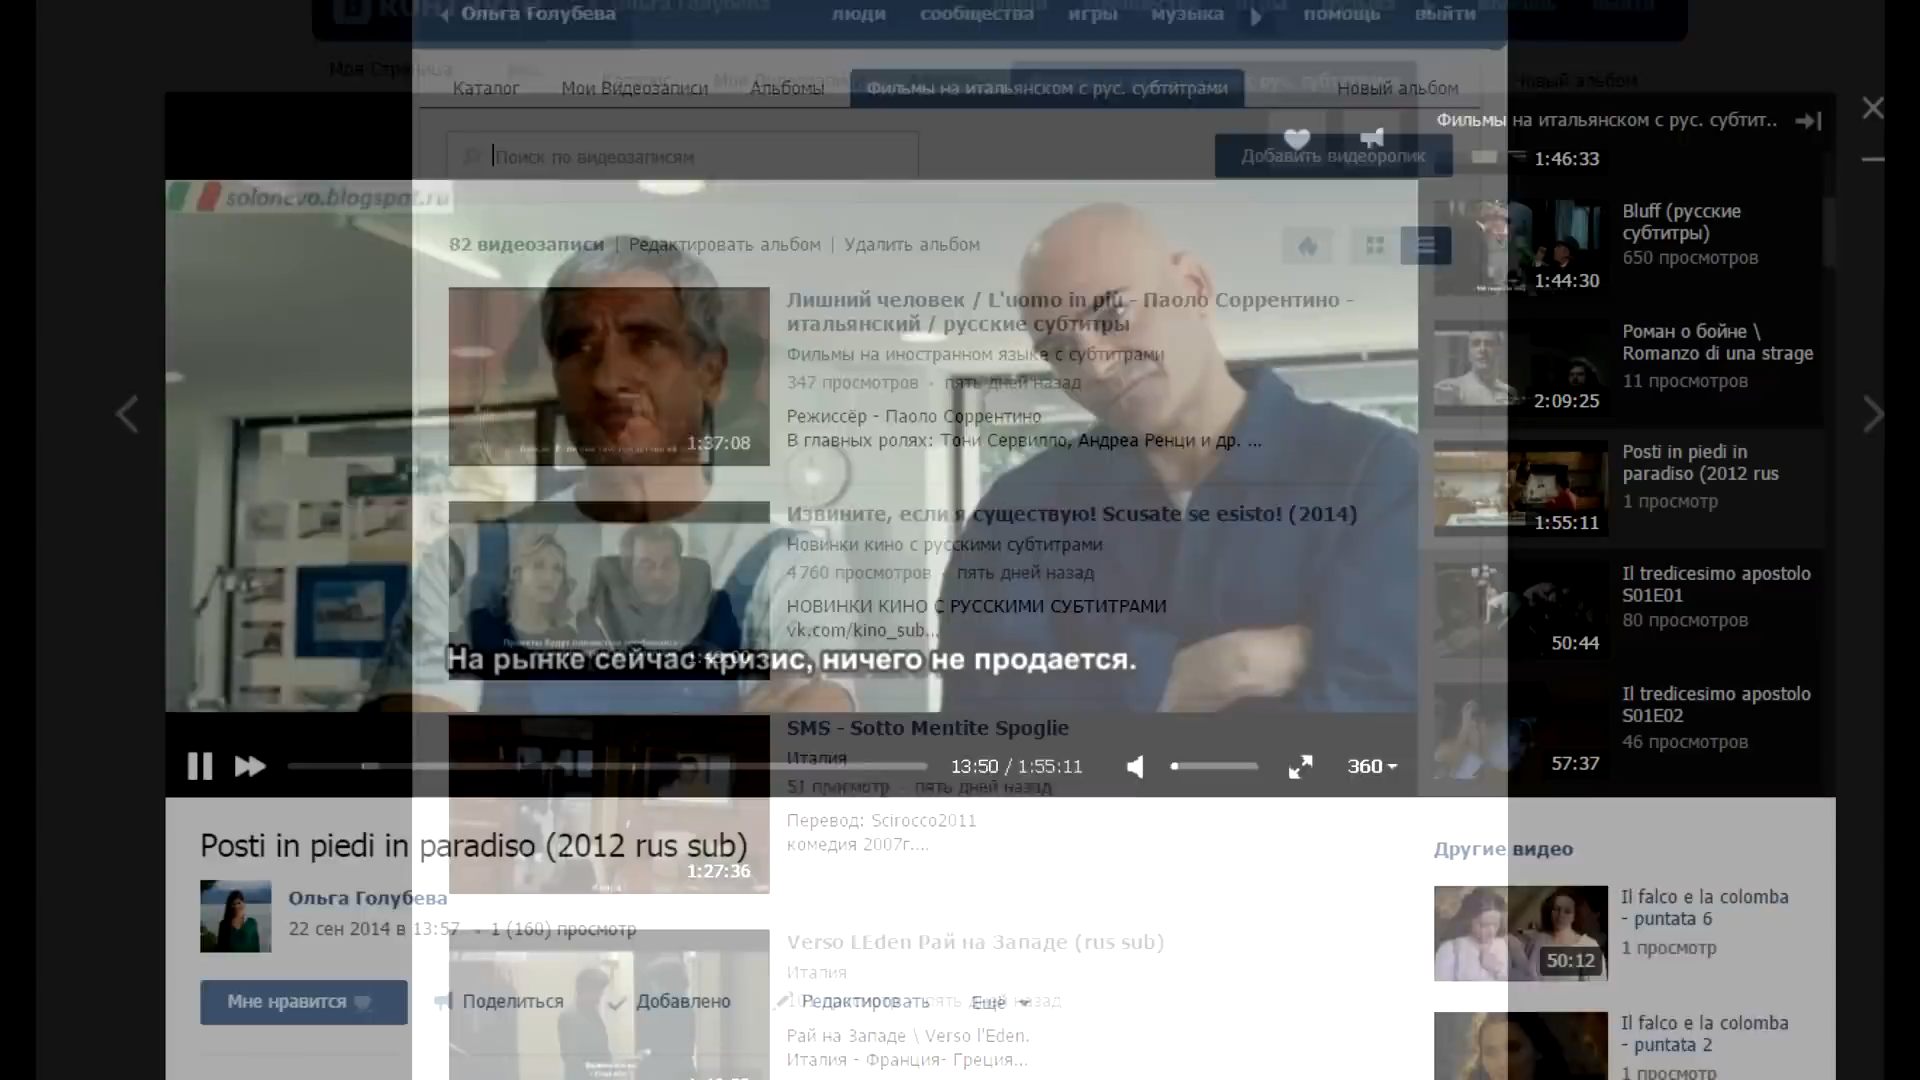 Ольга Голубева
люди
сообщества
игры
музыка
помощь
выйти
Каталог
Мои Видеозаписи
Альбомы
Фильмы на итальянском с рус. субтитрами
Новый альбом
Поиск по видеозаписям
Добавить видеоролик
Фильмы на итальянском с рус. субтит..
1:46:33
solonevo.blogspot.ru
82 видеозаписи | Редактировать альбом | Удалить альбом
Bluff (русские
субтитры)
650 просмотров
1:44:30
Лишний человек / L'uomo in più - Паоло Соррентино -
итальянский / русские субтитры
Фильмы на иностранном языке с субтитрами
347 просмотров · пять дней назад
Режиссёр - Паоло Соррентино
В главных ролях: Тони Сервилло, Андреа Ренци и др. ...
1:37:08
Роман о бойне \
Romanzo di una strage
11 просмотров
2:09:25
Posti in piedi in
paradiso (2012 rus
1 просмотр
1:55:11
Извините, если я существую! Scusate se esisto! (2014)
Новинки кино с русскими субтитрами
4 760 просмотров · пять дней назад
НОВИНКИ КИНО С РУССКИМИ СУБТИТРАМИ
vk.com/kino_sub...
На рынке сейчас кризис, ничего не продается.
Il tredicesimo apostolo
S01E01
80 просмотров
50:44
Il tredicesimo apostolo
S01E02
46 просмотров
57:37
SMS - Sotto Mentite Spoglie
Италия
51 просмотр · пять дней назад
Перевод: Scirocco2011
комедия 2007г....
1:27:36
13:50 / 1:55:11
360
Posti in piedi in paradiso (2012 rus sub)
Ольга Голубева
22 сен 2014 в 13:57 · 1 (160) просмотр
Verso LEden Рай на Западе (rus sub)
Италия
пять дней назад
Рай на Западе \ Verso l'Eden.
Италия - Франция- Греция...
Мне нравится
Поделиться
Добавлено
Редактировать
Ещё
Другие видео
Il falco e la colomba
- puntata 6
1 просмотр
50:12
Il falco e la colomba
- puntata 2
1 просмотр